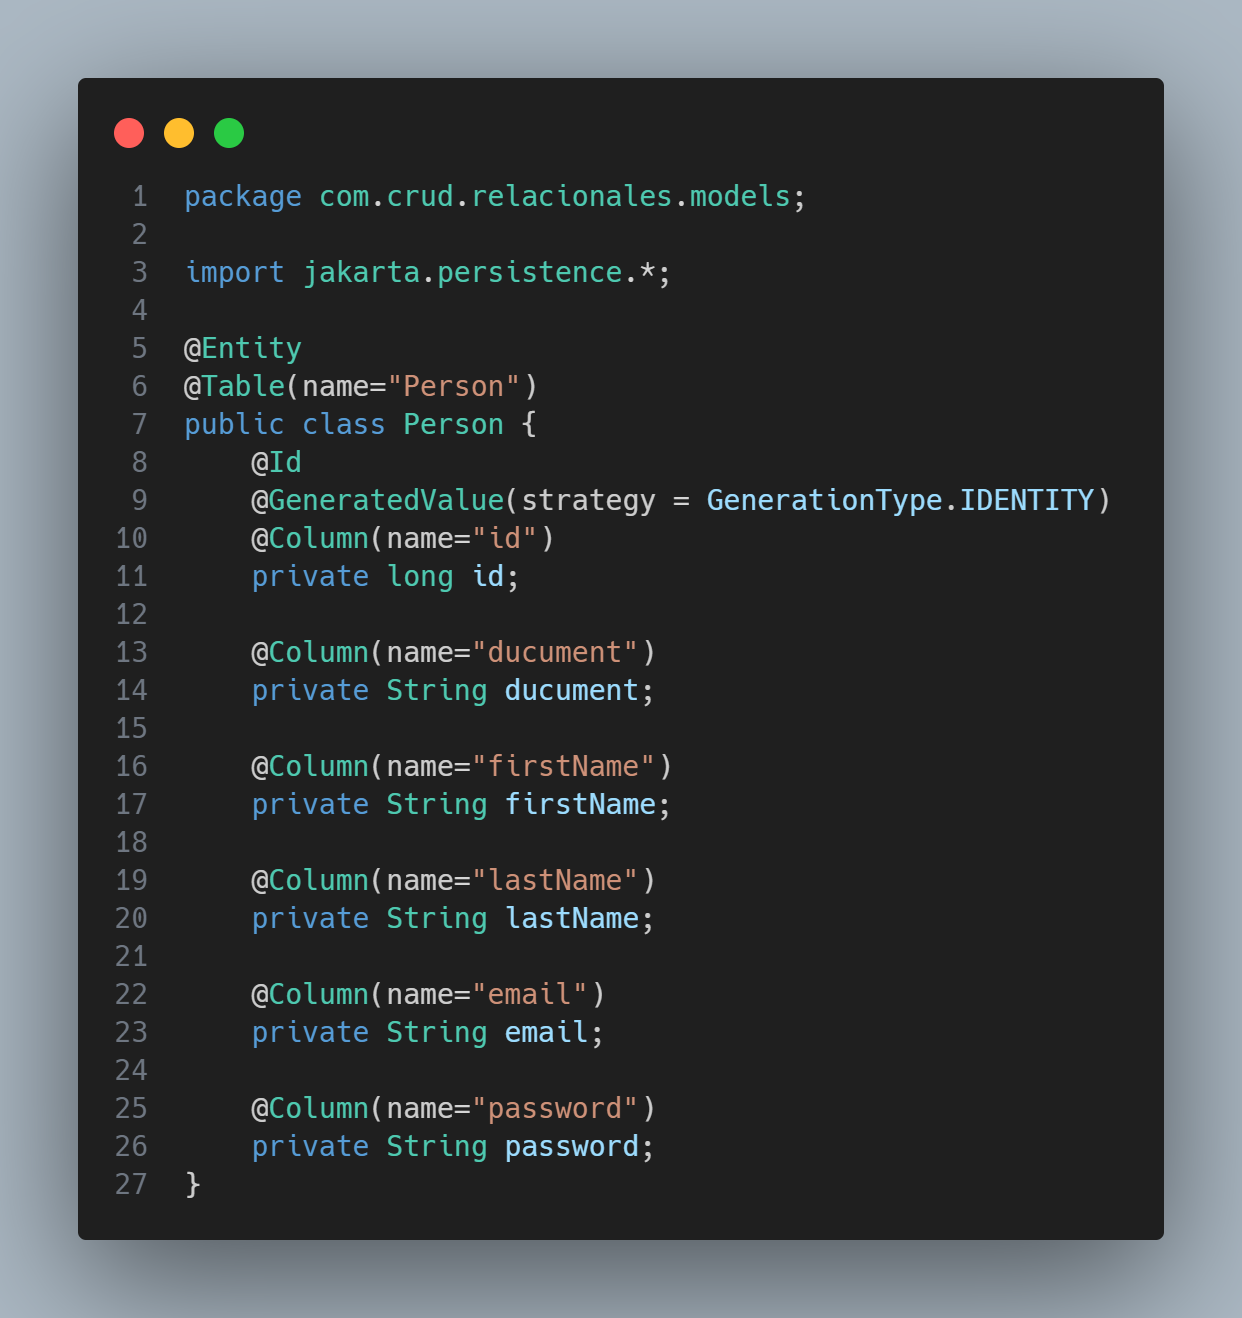 1 package com.crud.relacionales.models;
2
3 import jakarta.persistence.*;
4
5 @Entity
6 @Table(name="Person")
7 public class Person {
8     @Id
9     @GeneratedValue(strategy = GenerationType.IDENTITY)
10     @Column(name="id")
11     private long id;
12
13     @Column(name="ducument")
14     private String ducument;
15
16     @Column(name="firstName")
17     private String firstName;
18
19     @Column(name="lastName")
20     private String lastName;
21
22     @Column(name="email")
23     private String email;
24
25     @Column(name="password")
26     private String password;
27 }